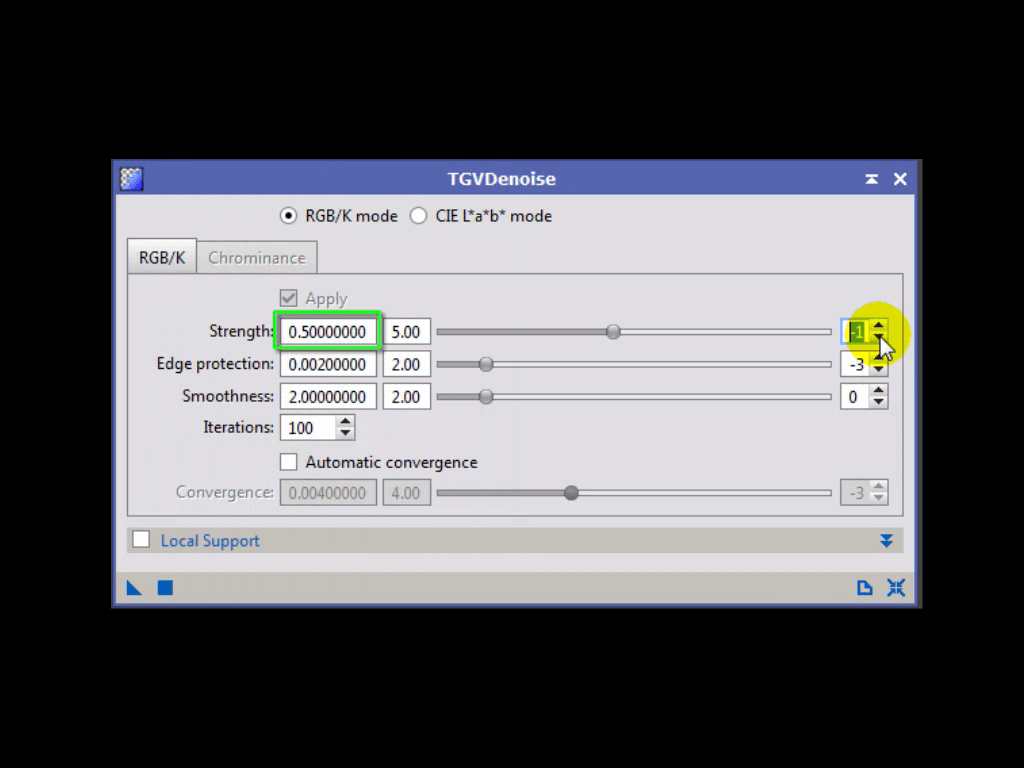 TGVDenoise
RGB/K mode CIE L*a*b* mode
RGB/K Chrominance
Apply
Strength: 0.50000000 5.00 -1
Edge protection: 0.00200000 2.00 -3
Smoothness: 2.00000000 2.00 0
Iterations: 100
Automatic convergence
Convergence: 0.00400000 4.00 -3
Local Support